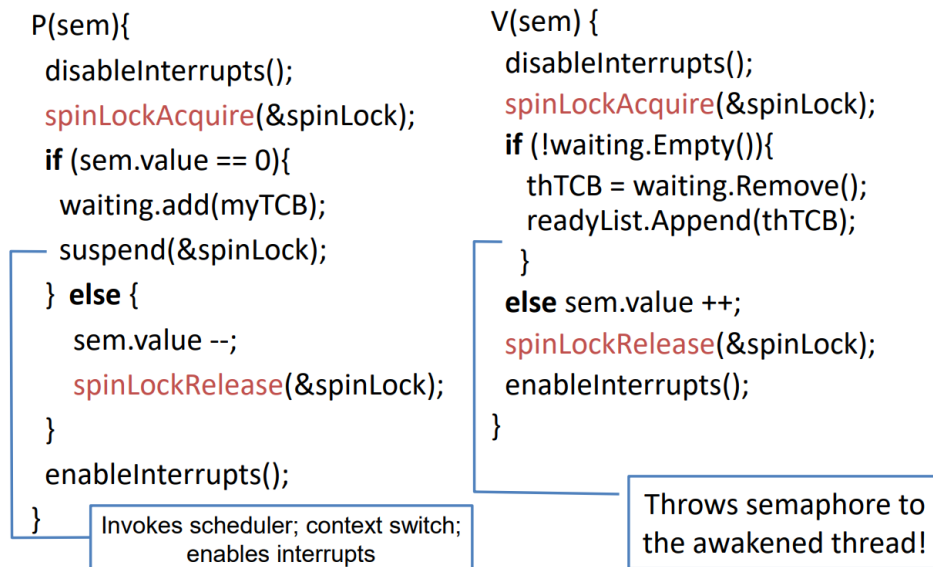 P(sem){
disableInterrupts();
spinLockAcquire(&spinLock);
if (sem.value == 0){
waiting.add(myTCB);
suspend(&spinLock);
} else {
sem.value --;
spinLockRelease(&spinLock);
}
enableInterrupts();
}
Invokes scheduler; context switch;
enables interrupts
V(sem) {
disableInterrupts();
spinLockAcquire(&spinLock);
if (!waiting.Empty()){
thTCB = waiting.Remove();
readyList.Append(thTCB);
}
else sem.value ++;
spinLockRelease(&spinLock);
enableInterrupts();
}
Throws semaphore to
the awakened thread!